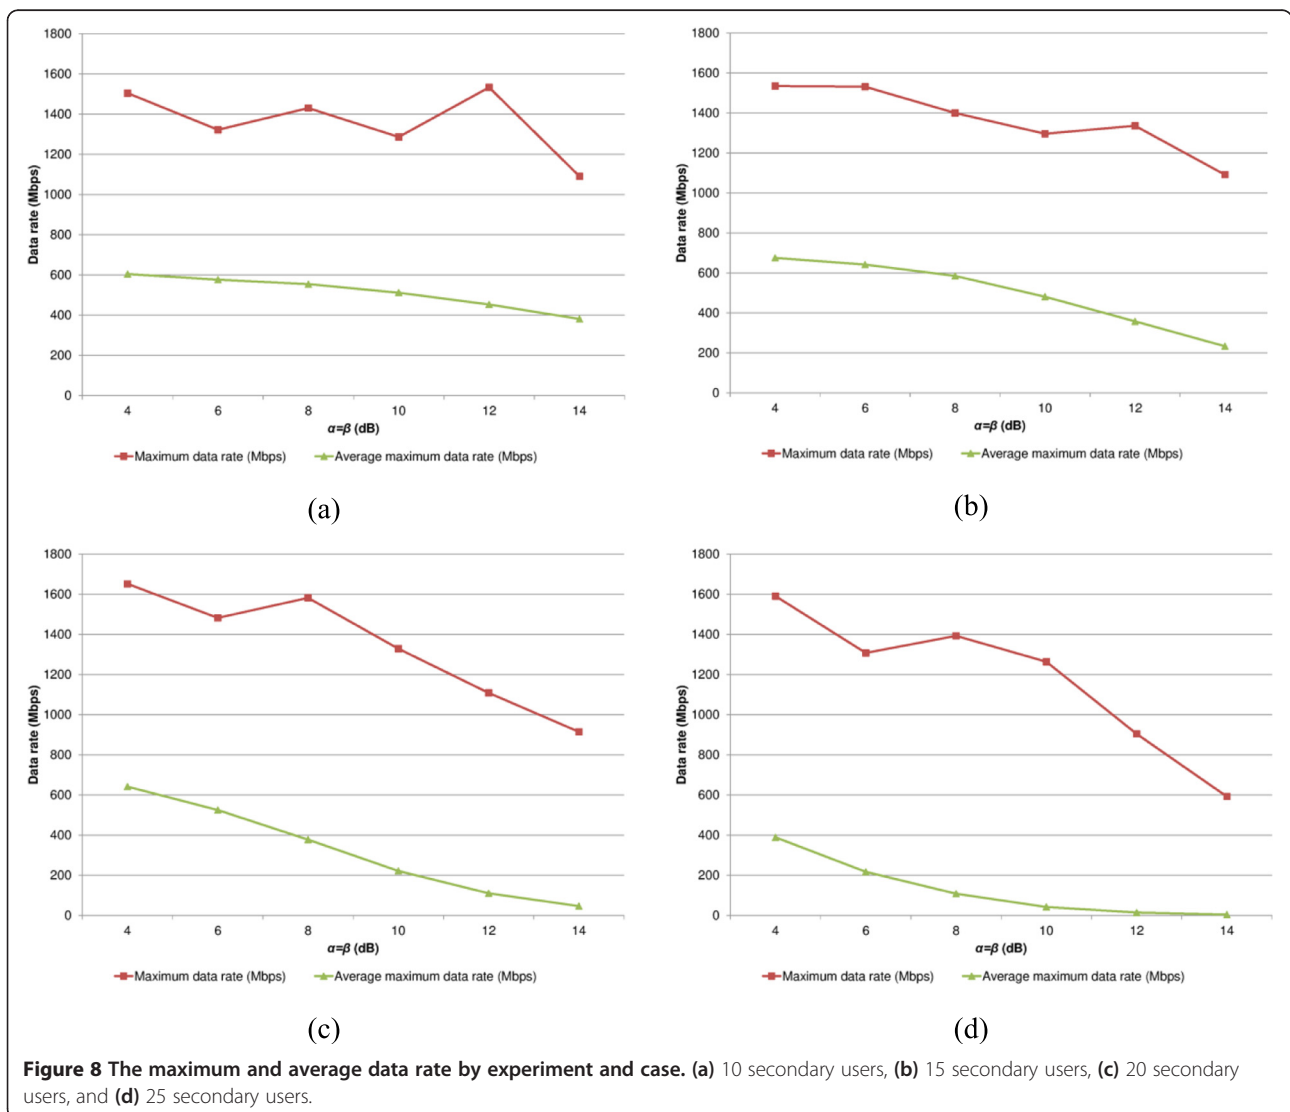 1800
1600
1400
1200
1000
800
600
400
200
0
Data rate (Mbps)
4 6 8 10 12 14
α=β (dB)
Maximum data rate (Mbps) Average maximum data rate (Mbps)
(a)
1800
1600
1400
1200
1000
800
600
400
200
0
Data rate (Mbps)
4 6 8 10 12 14
α=β (dB)
Maximum data rate (Mbps) Average maximum data rate (Mbps)
(b)
1800
1600
1400
1200
1000
800
600
400
200
0
Data rate (Mbps)
4 6 8 10 12 14
α=β (dB)
Maximum data rate (Mbps) Average maximum data rate (Mbps)
(c)
1800
1600
1400
1200
1000
800
600
400
200
0
Data rate (Mbps)
4 6 8 10 12 14
α=β (dB)
Maximum data rate (Mbps) Average maximum data rate (Mbps)
(d)
Figure 8 The maximum and average data rate by experiment and case. (a) 10 secondary users, (b) 15 secondary users, (c) 20 secondary
users, and (d) 25 secondary users.